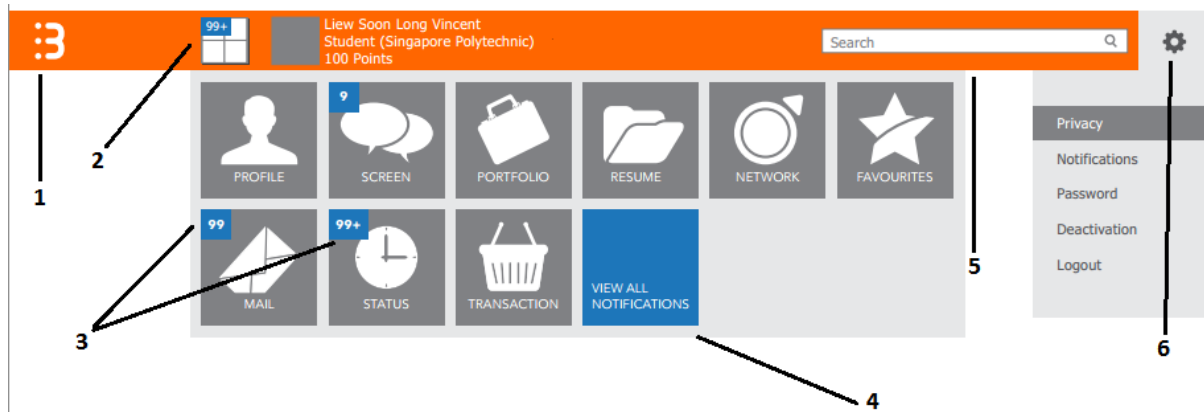 99+
Liew Soon Long Vincent
Student (Singapore Polytechnic)
100 Points
Search
9
PROFILE
SCREEN
PORTFOLIO
RESUME
NETWORK
FAVOURITES
99
99+
MAIL
STATUS
TRANSACTION
VIEW ALL
NOTIFICATIONS
Privacy
Notifications
Password
Deactivation
Logout
1
2
3
4
5
6